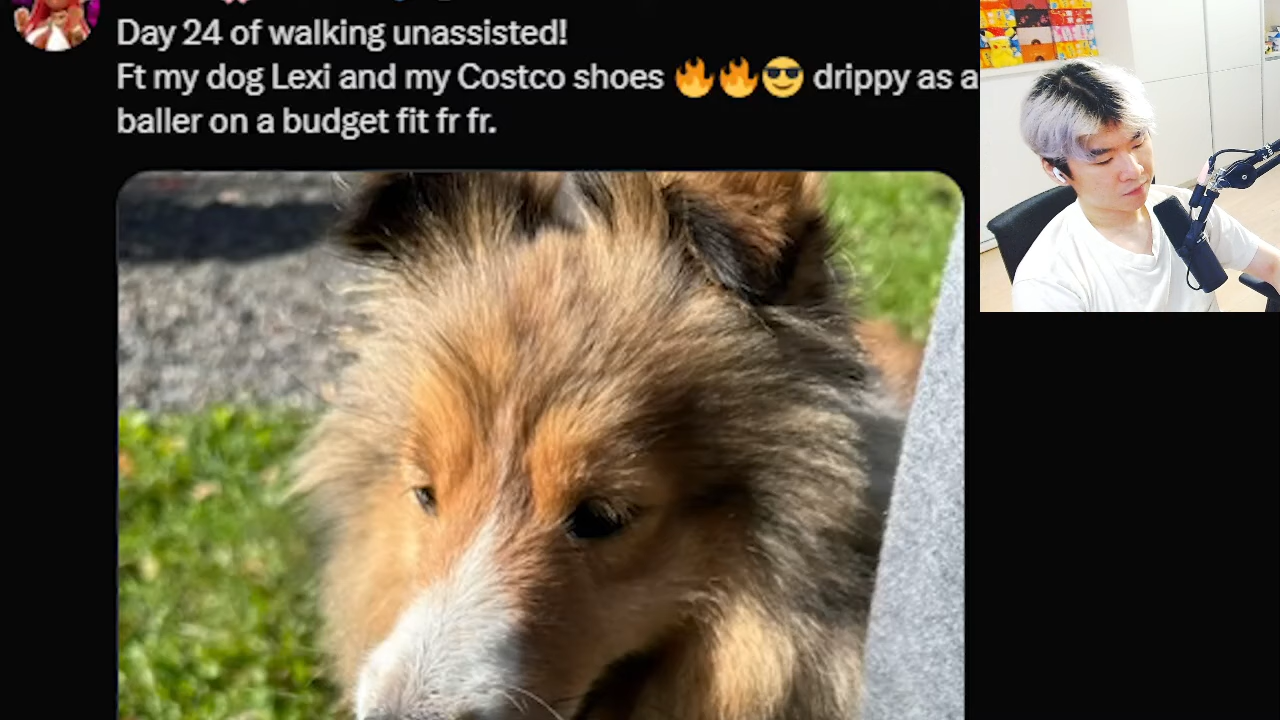 Day 24 of walking unassisted!
Ft my dog Lexi and my Costco shoes 🔥🔥😎 drippy as a
baller on a budget fit fr fr.